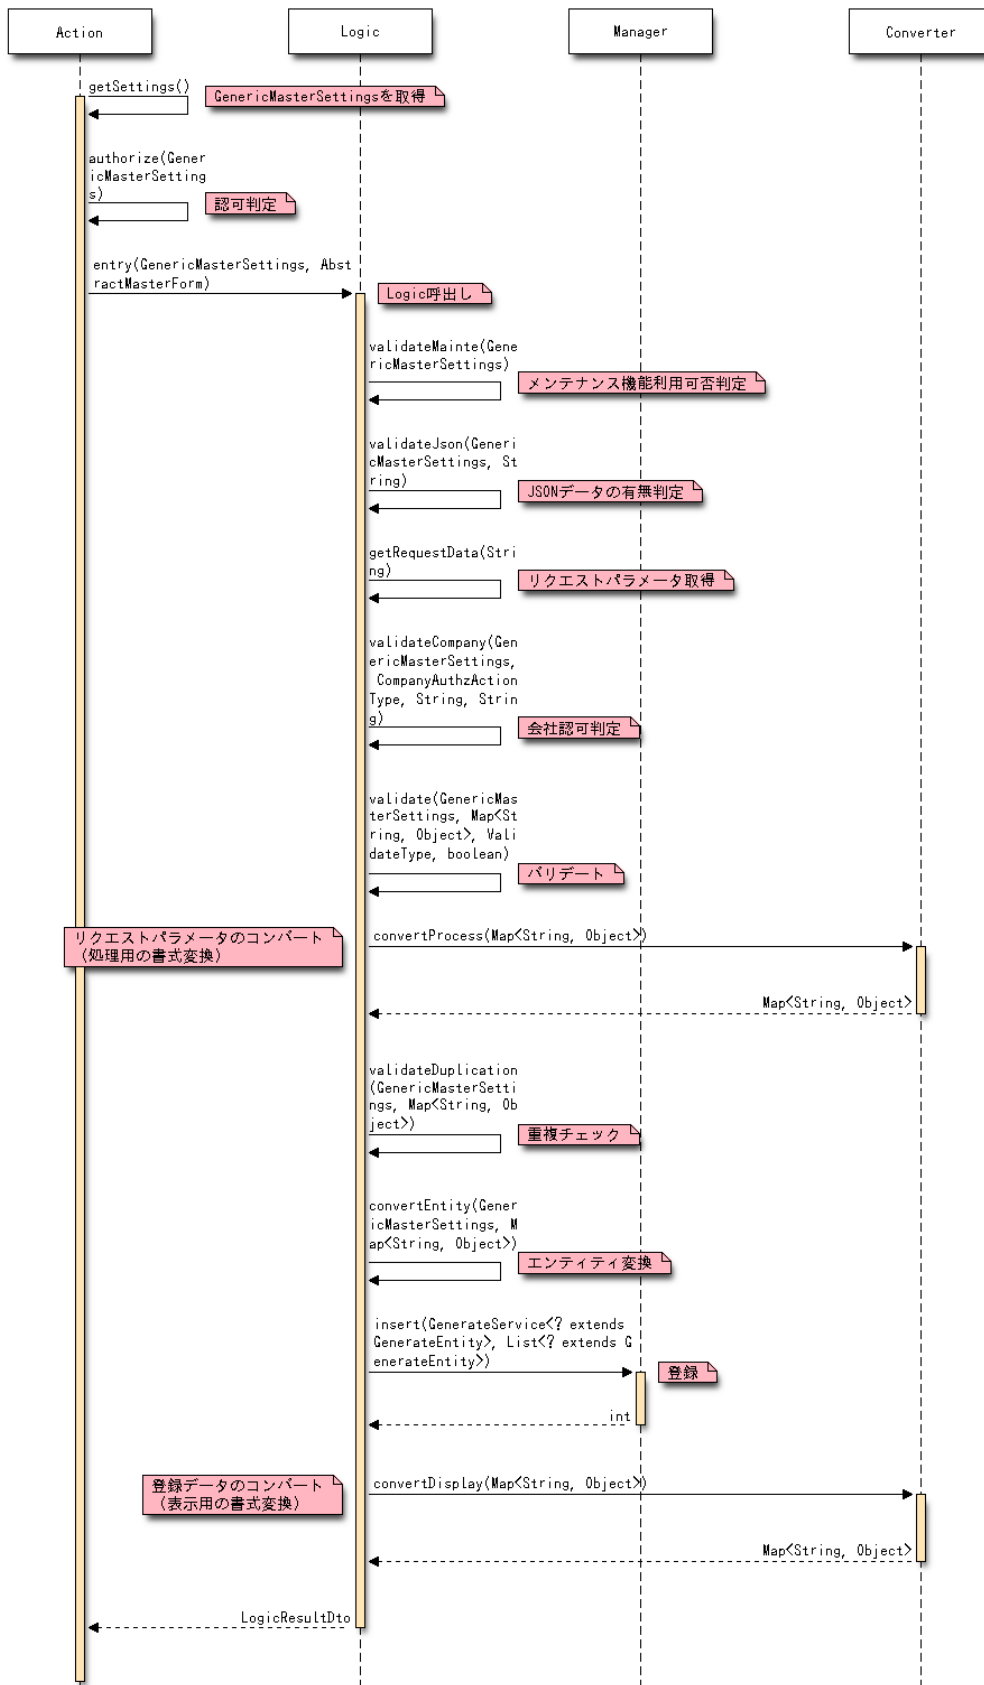 Action
Logic
Manager
Converter
getSettings()
GenericMasterSettingsを取得
authorize(Gener
icMasterSetting
s)
認可判定
entry(GenericMasterSettings, Abst
ractMasterForm)
Logic呼出し
validateMainte(Gene
ricMasterSettings)
メンテナンス機能利用可否判定
validateJson(Generi
cMasterSettings, St
ring)
JSONデータの有無判定
getRequestData(Stri
ng)
リクエストパラメータ取得
validateCompany(Gen
ericMasterSettings,
CompanyAuthzAction
Type, String, Strin
g)
会社認可判定
validate(GenericMas
terSettings, Map<St
ring, Object>, Vali
dateType, boolean)
バリデート
リクエストパラメータのコンバート
（処理用の書式変換）
convertProcess(Map<String, Object>)
Map<String, Object>
validateDuplication
(GenericMasterSetti
ngs, Map<String, Ob
ject>)
重複チェック
convertEntity(Gener
icMasterSettings, M
ap<String, Object>)
エンティティ変換
insert(GenerateService<? extends
GenerateEntity>, List<? extends G
enerateEntity>)
登録
int
登録データのコンバート
（表示用の書式変換）
convertDisplay(Map<String, Object>)
Map<String, Object>
LogicResultDto